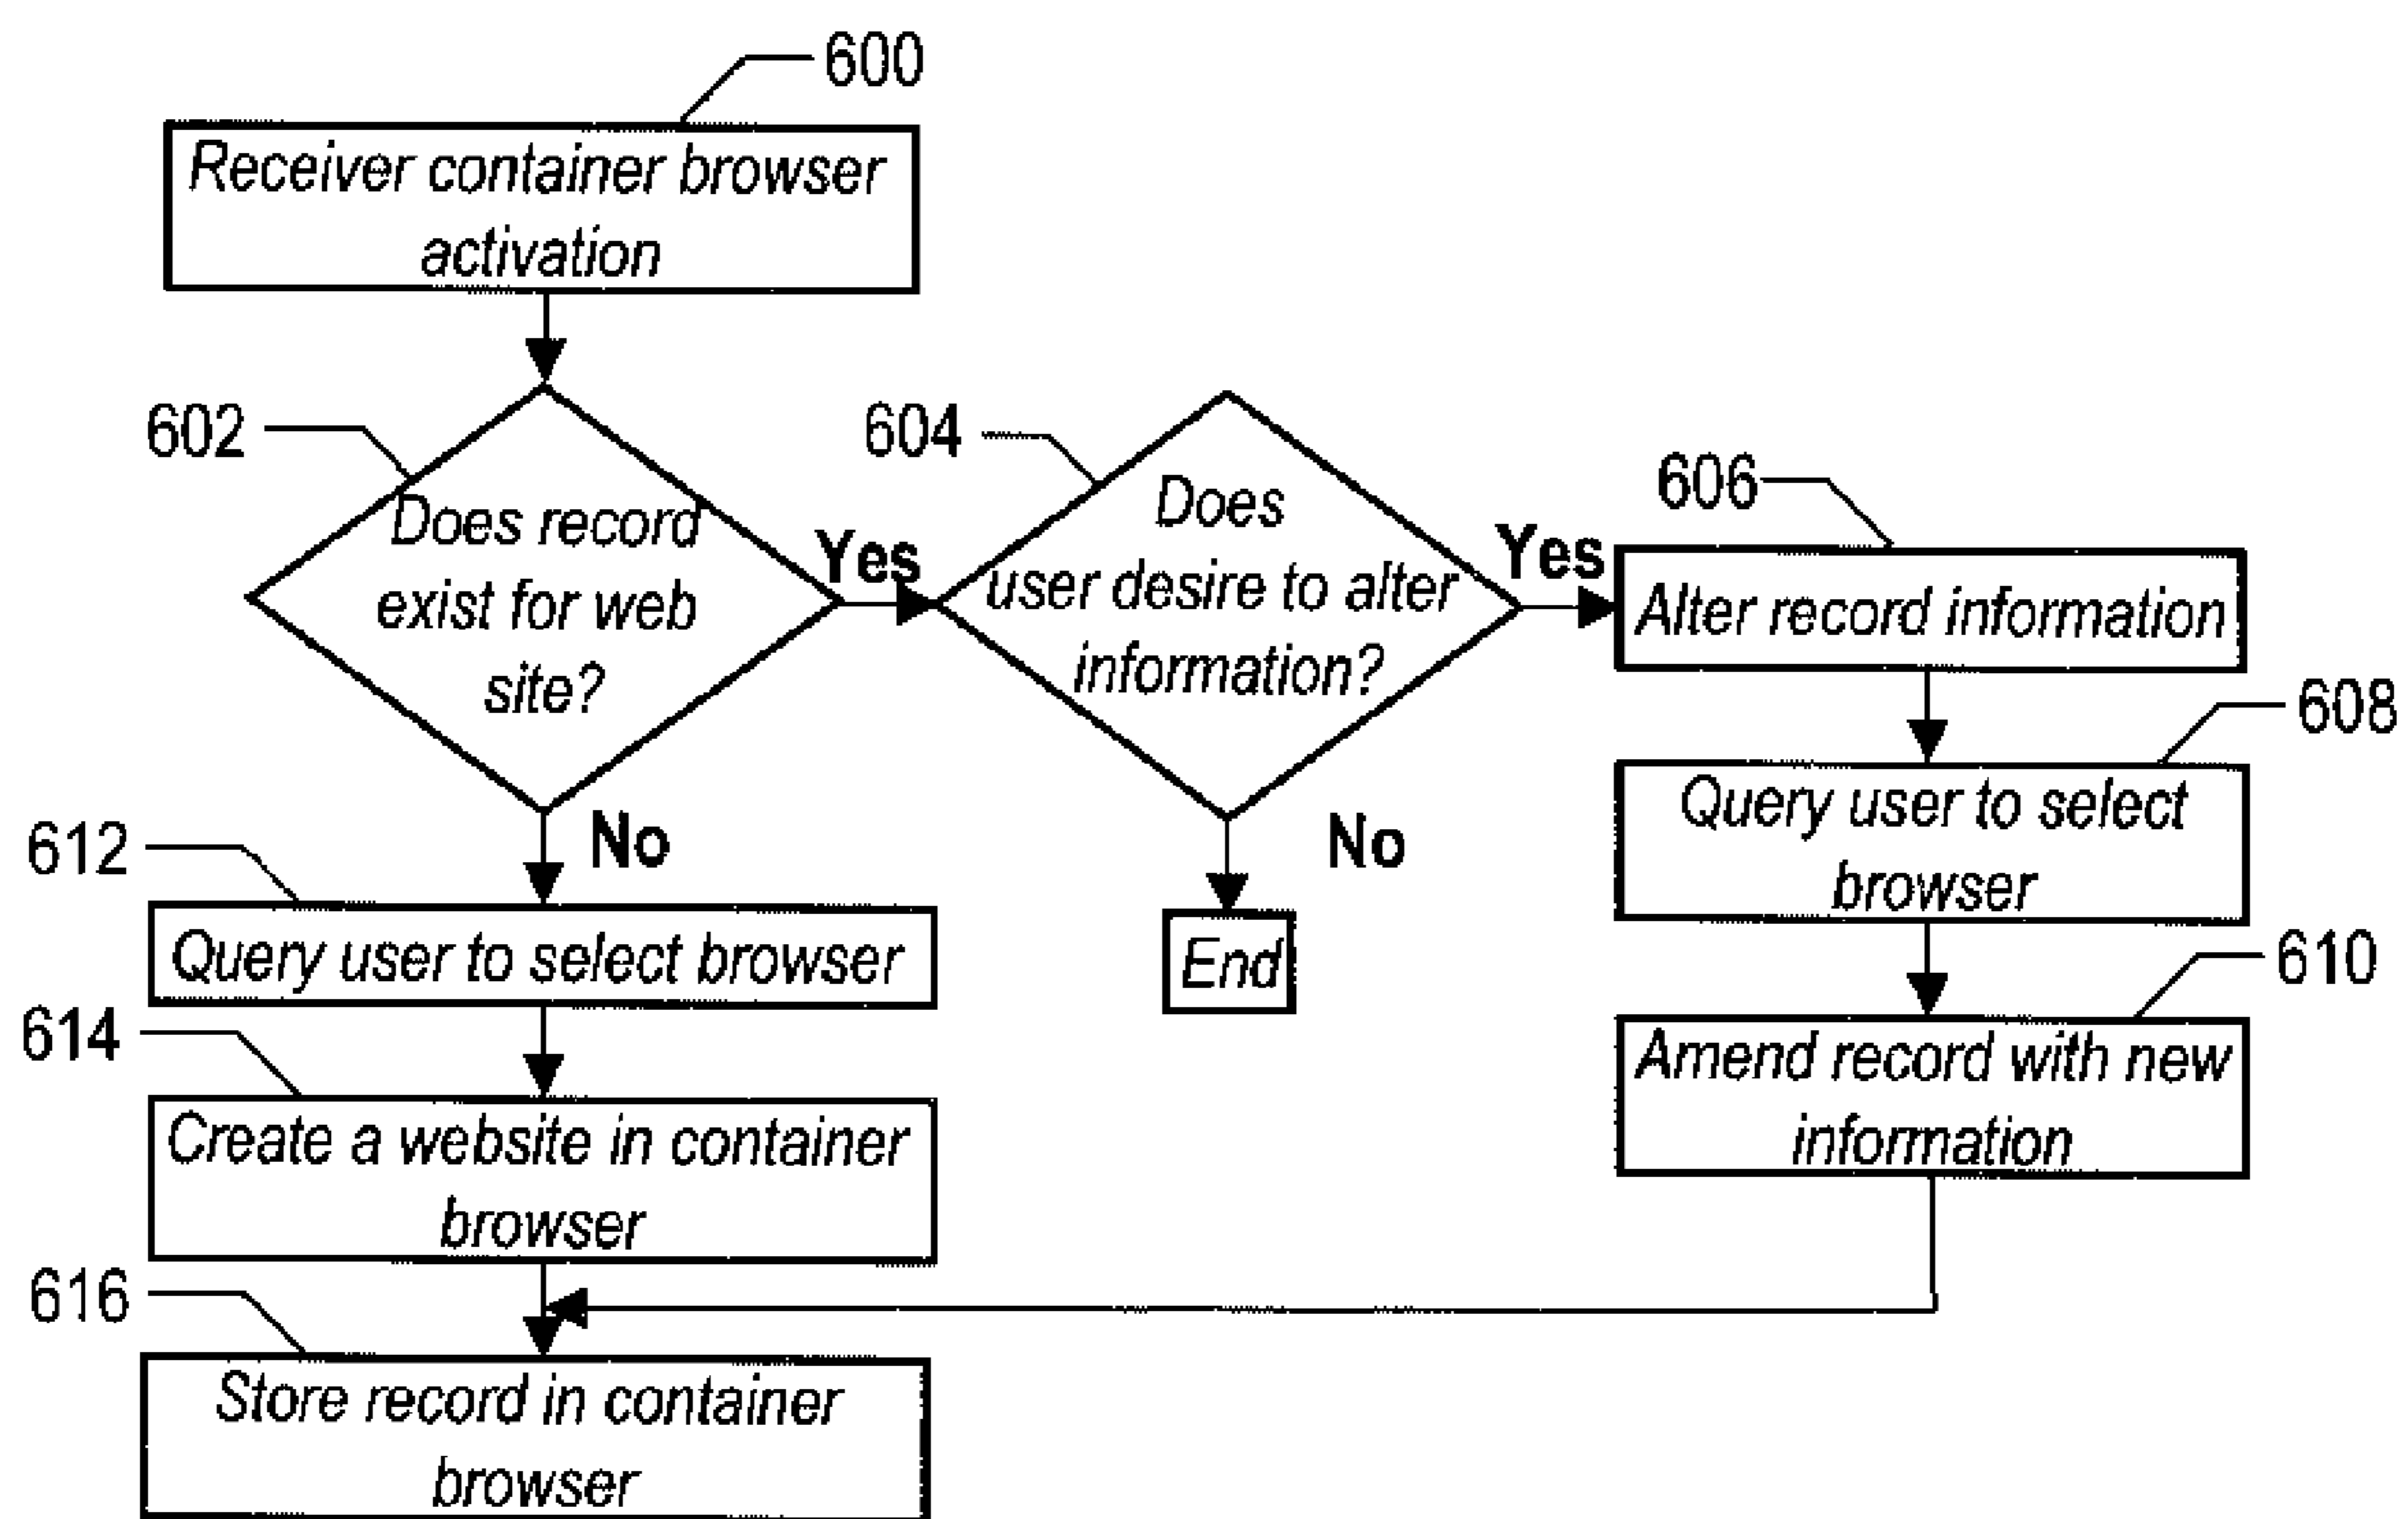 600
Receiver container browser
activation
602
Does record
exist for web
site?
Yes
604
Does
user desire to alter
information?
Yes
606
Alter record information
608
Query user to select
browser
610
Amend record with new
information
No
End
No
612
Query user to select browser
614
Create a website in container
browser
616
Store record in container
browser